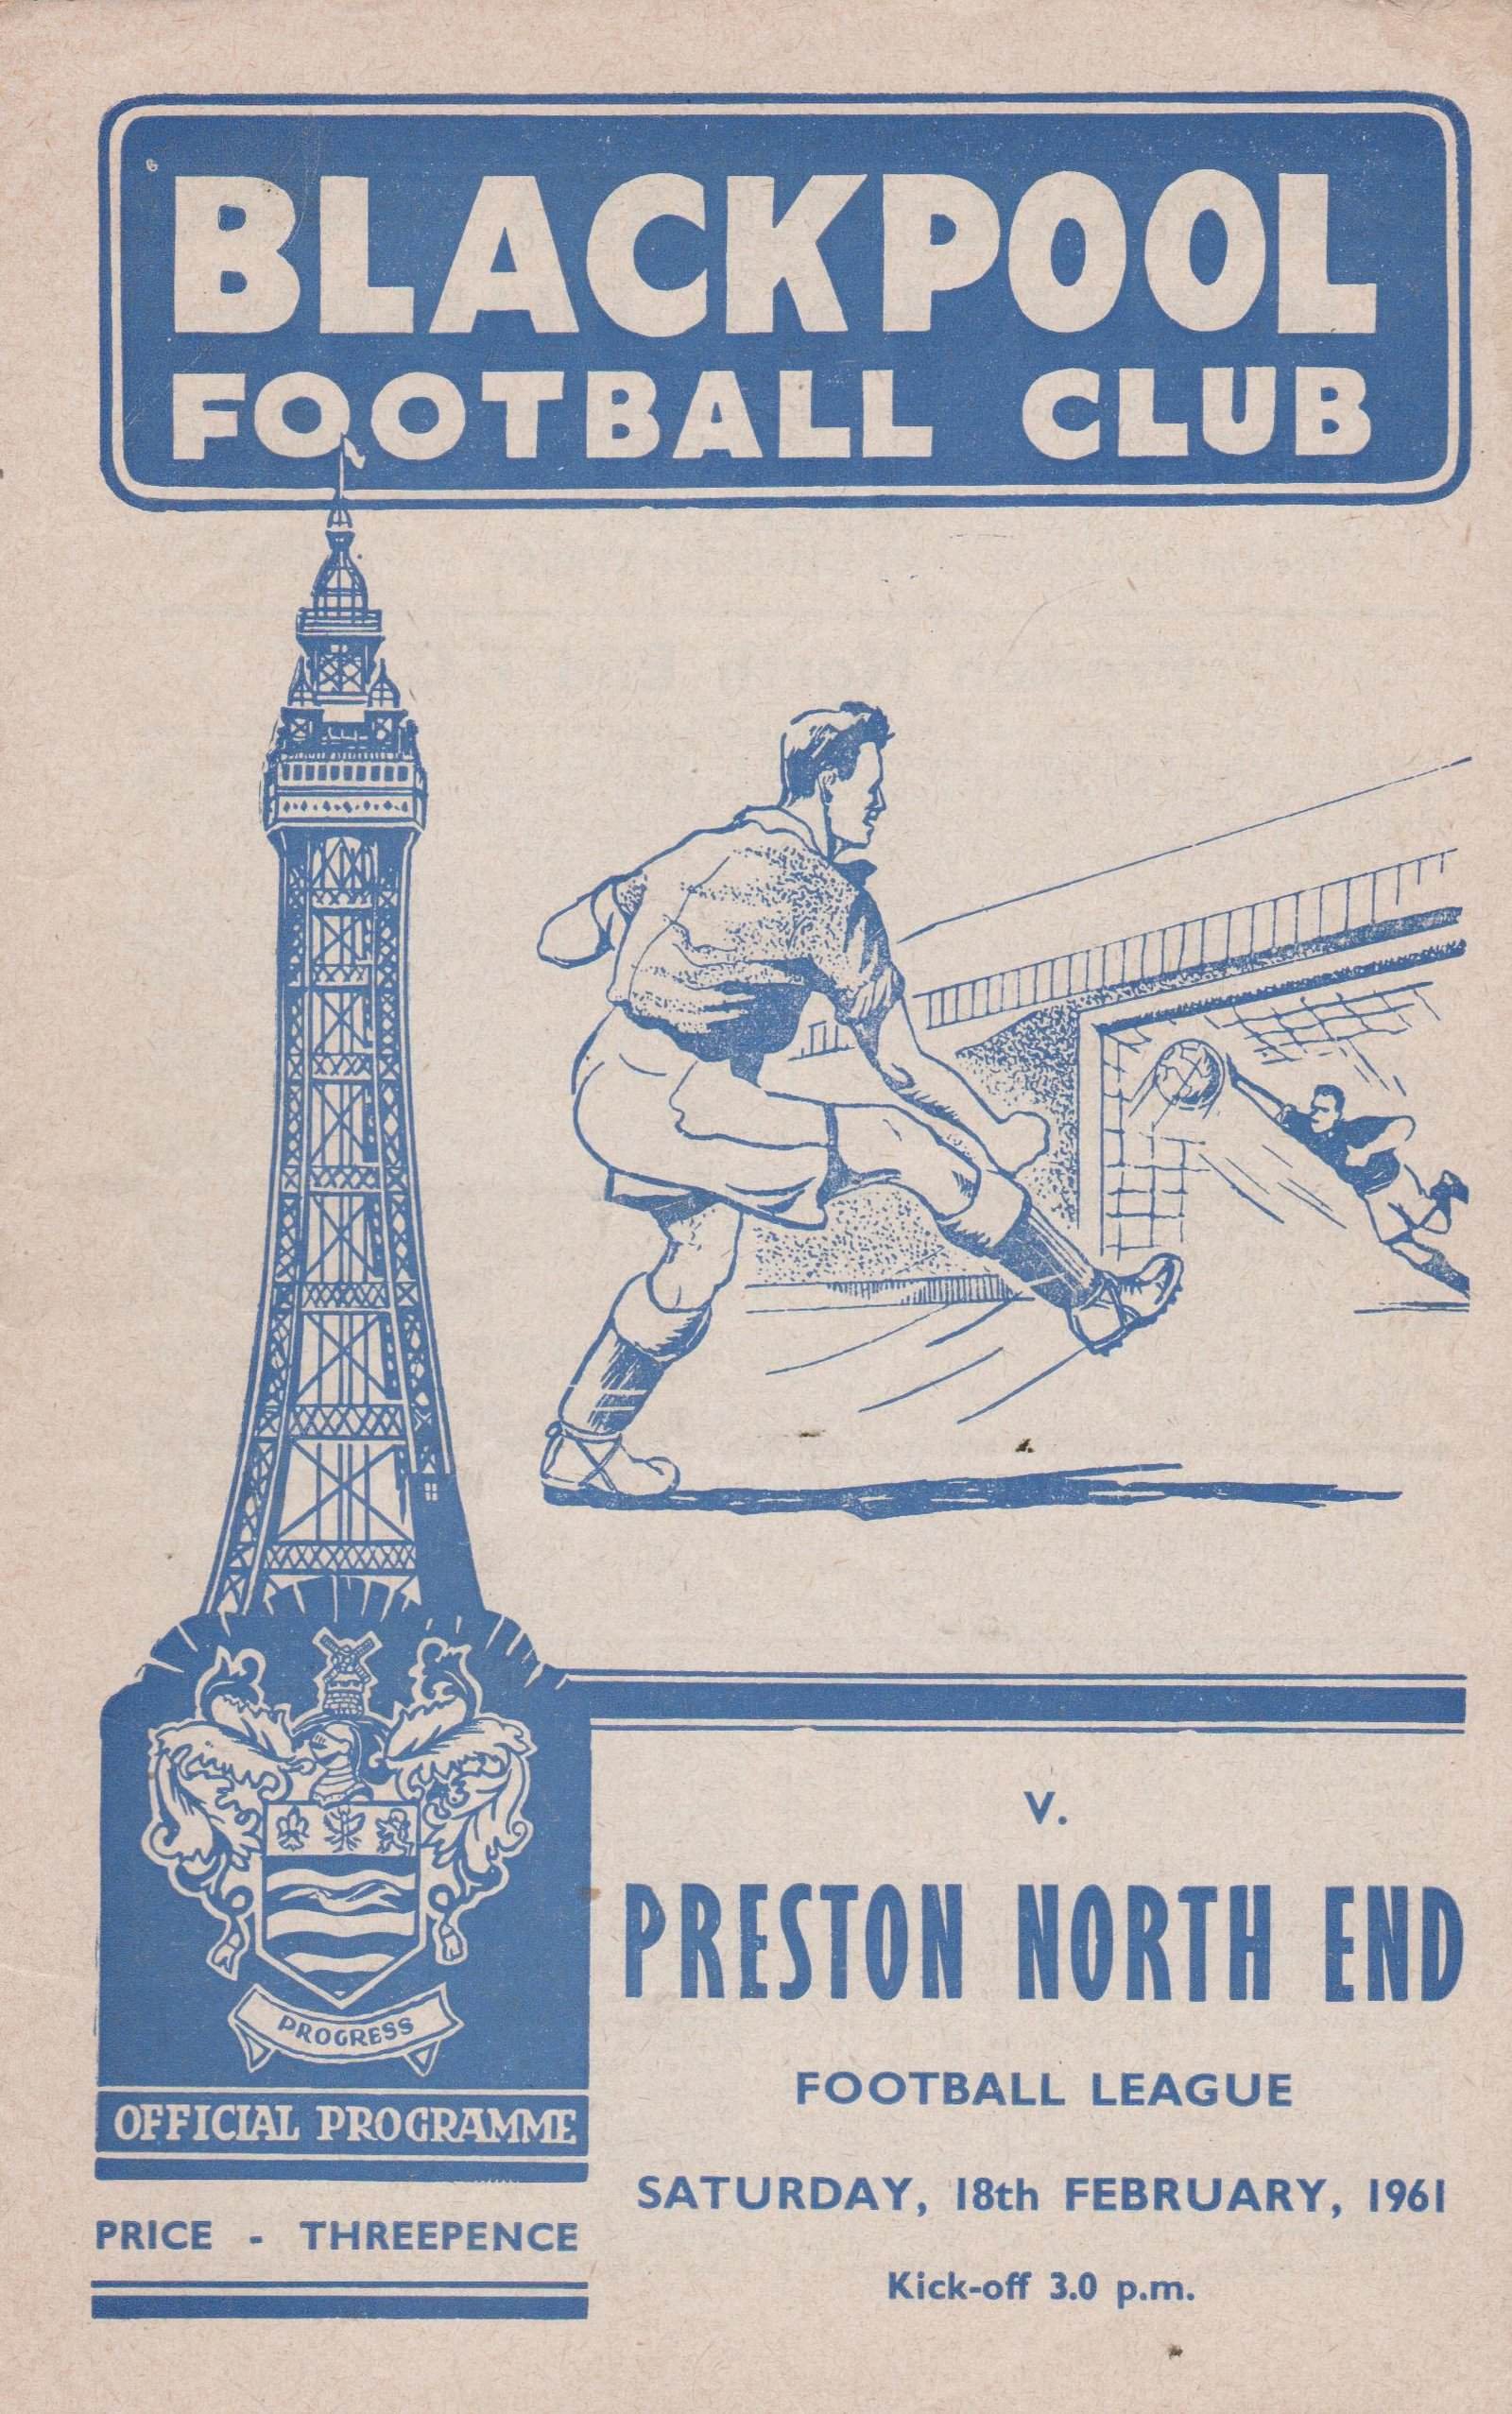 BLACKPOOL
FOOTBALL CLUB
v.
PRESTON NORTH END
FOOTBALL LEAGUE
SATURDAY, 18th FEBRUARY, 1961
Kick-off 3.0 p.m.
PROGRESS
OFFICIAL PROGRAMME
PRICE - THREEPENCE